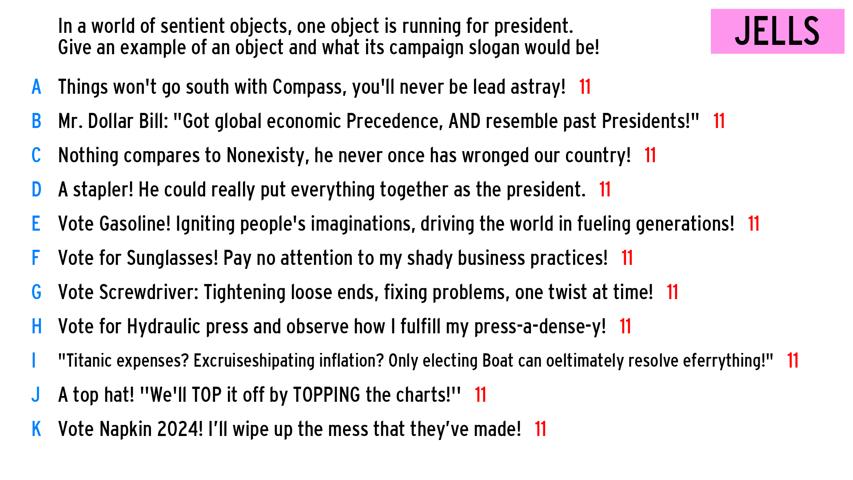 In a world of sentient objects, one object is running for president.
Give an example of an object and what its campaign slogan would be!
JELLS
A Things won't go south with Compass, you'll never be lead astray! 11
B Mr. Dollar Bill: "Got global economic Precedence, AND resemble past Presidents!" 11
C Nothing compares to Nonexisty, he never once has wronged our country! 11
D A stapler! He could really put everything together as the president. 11
E Vote Gasoline! Igniting people's imaginations, driving the world in fueling generations! 11
F Vote for Sunglasses! Pay no attention to my shady business practices! 11
G Vote Screwdriver: Tightening loose ends, fixing problems, one twist at time! 11
H Vote for Hydraulic press and observe how I fulfill my press-a-dense-y! 11
I "Titanic expenses? Excruiseshipating inflation? Only electing Boat can oeltimately resolve eferrything!" 11
J A top hat! ''We'll TOP it off by TOPPING the charts!'' 11
K Vote Napkin 2024! I’ll wipe up the mess that they’ve made! 11